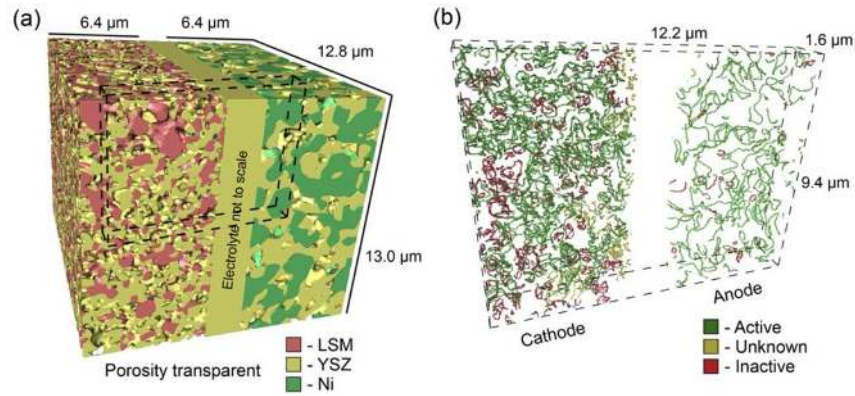 (a)
6.4 µm
6.4 µm
12.8 µm
Electrolyte not to scale
13.0 µm
Porosity transparent
- LSM
- YSZ
- Ni
(b)
12.2 µm
1.6 µm
9.4 µm
Cathode
Anode
- Active
- Unknown
- Inactive